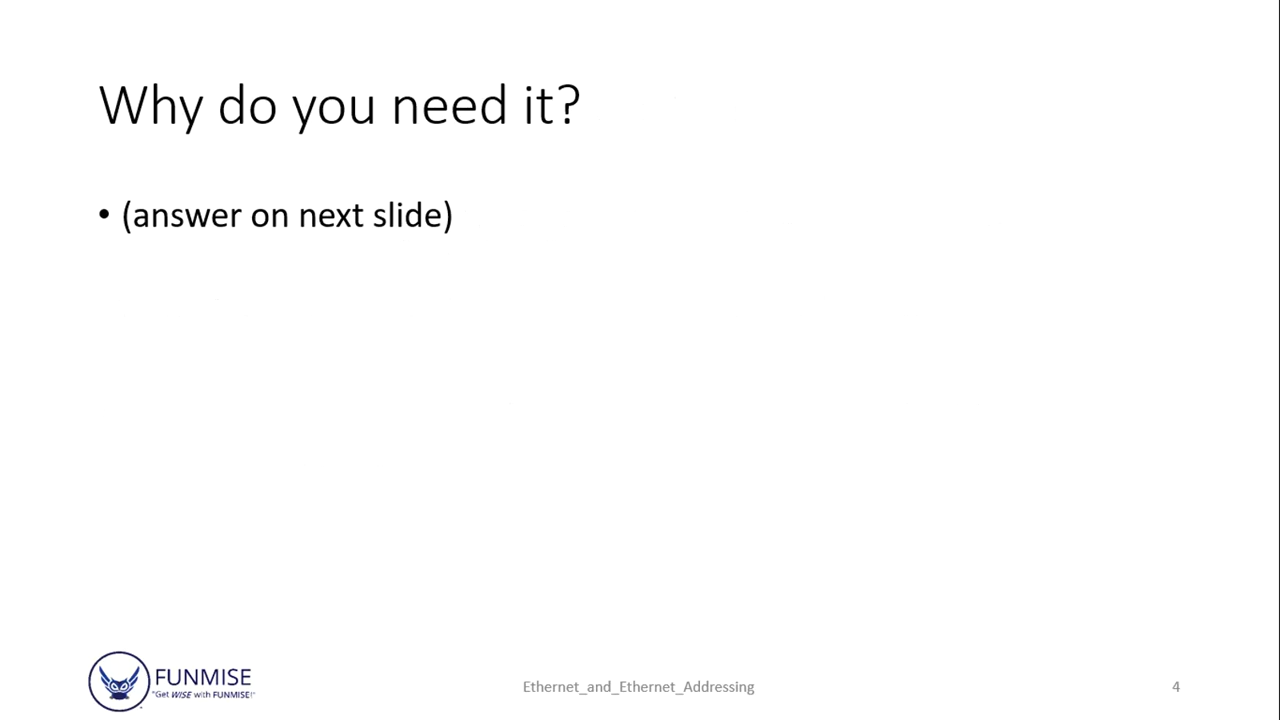 Why do you need it?
• (answer on next slide)
FUNMISE
"Get WISE with FUNMISE!"
Ethernet_and_Ethernet_Addressing
4